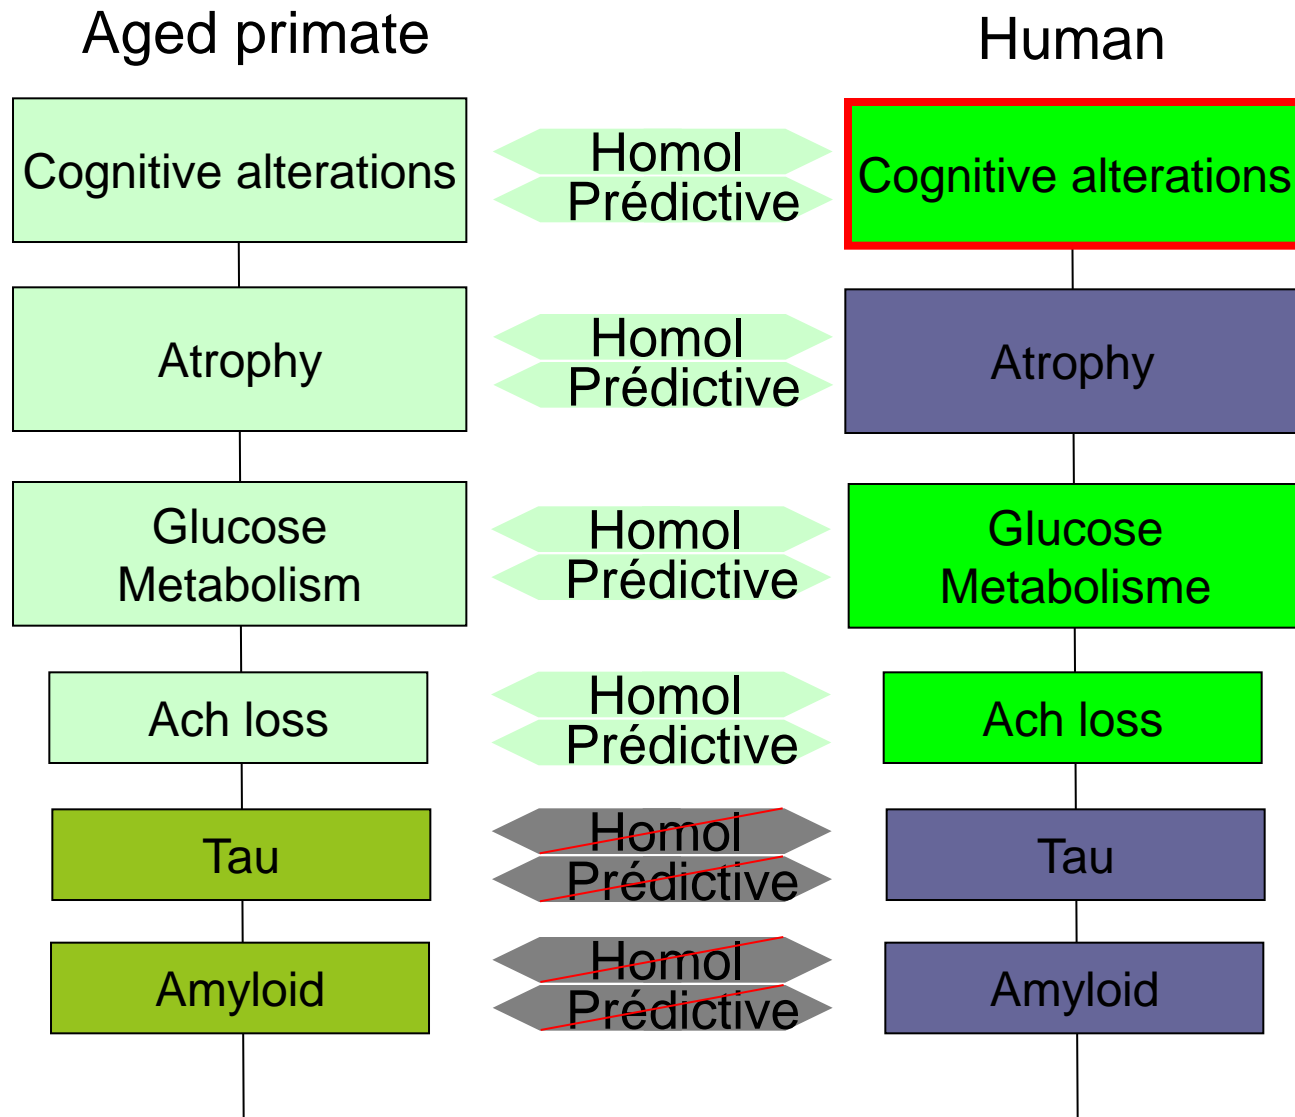 Aged primate
Human
Cognitive alterations
Homol
Prédictive
Cognitive alterations
Atrophy
Homol
Prédictive
Atrophy
Glucose
Metabolism
Homol
Prédictive
Glucose
Metabolisme
Ach loss
Homol
Prédictive
Ach loss
Tau
Homol
Prédictive
Tau
Amyloid
Homol
Prédictive
Amyloid